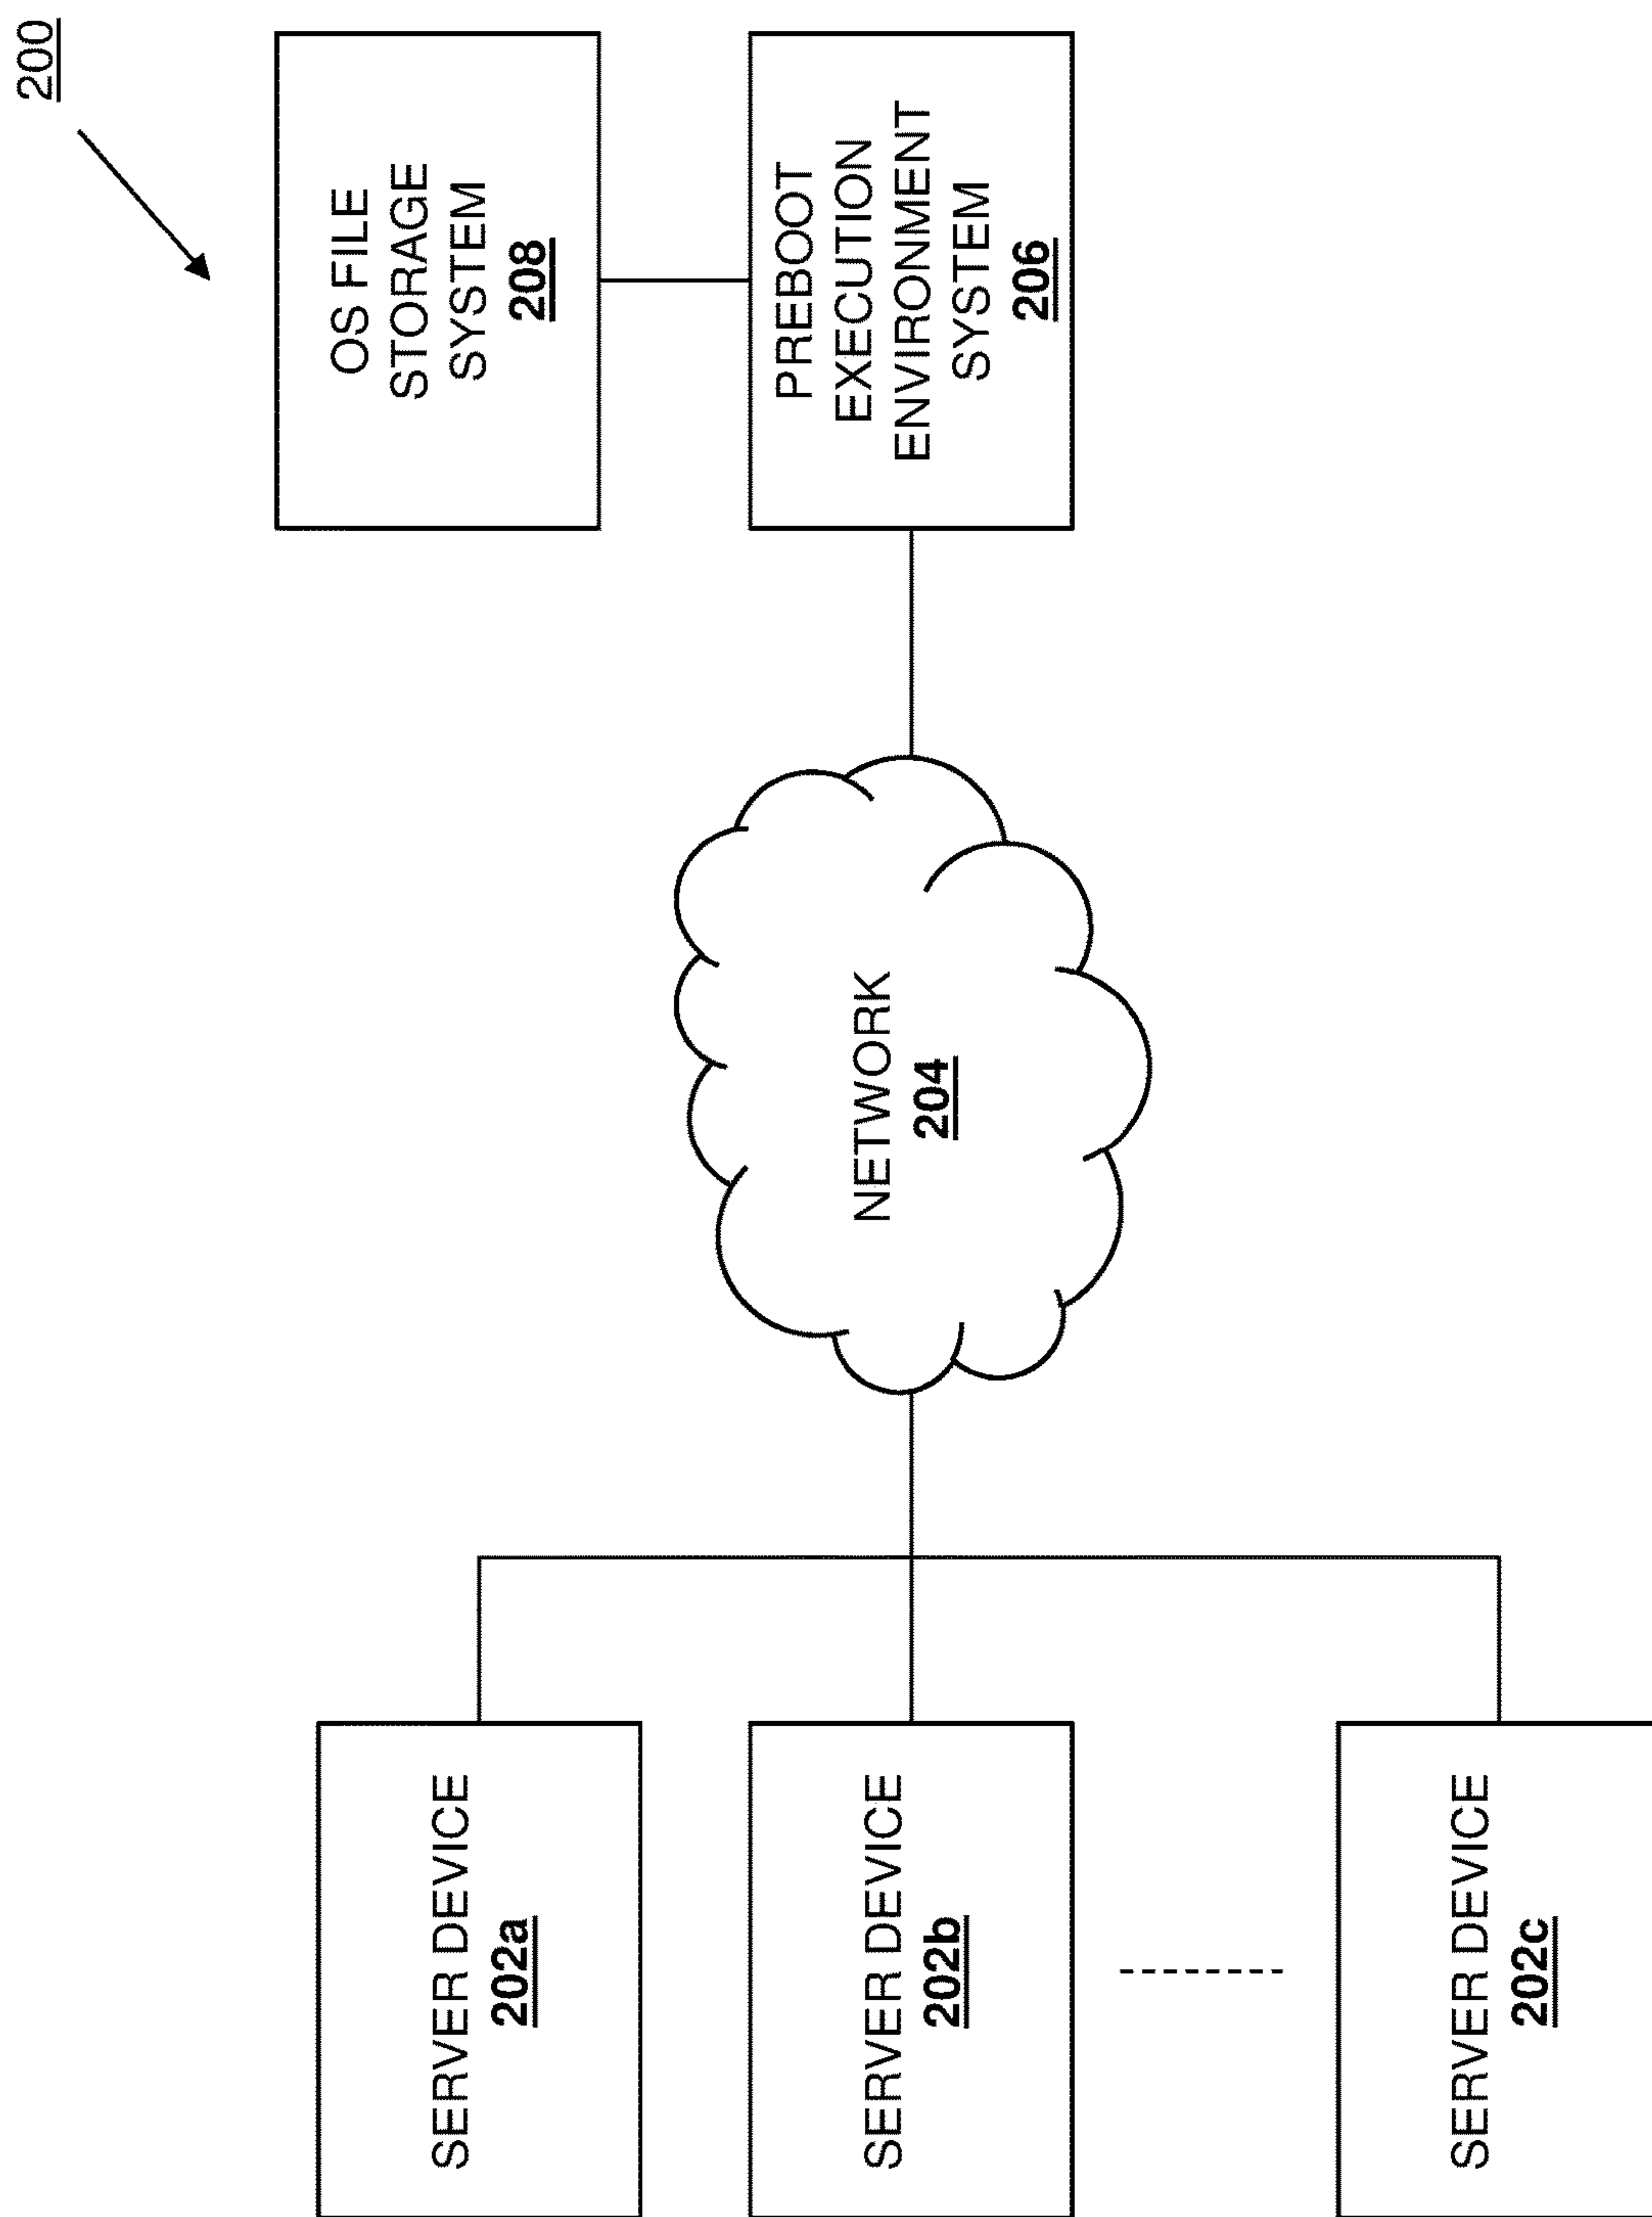 200
SERVER DEVICE
202a
SERVER DEVICE
202b
SERVER DEVICE
202c
NETWORK
204
OS FILE
STORAGE
SYSTEM
208
PREBOOT
EXECUTION
ENVIRONMENT
SYSTEM
206